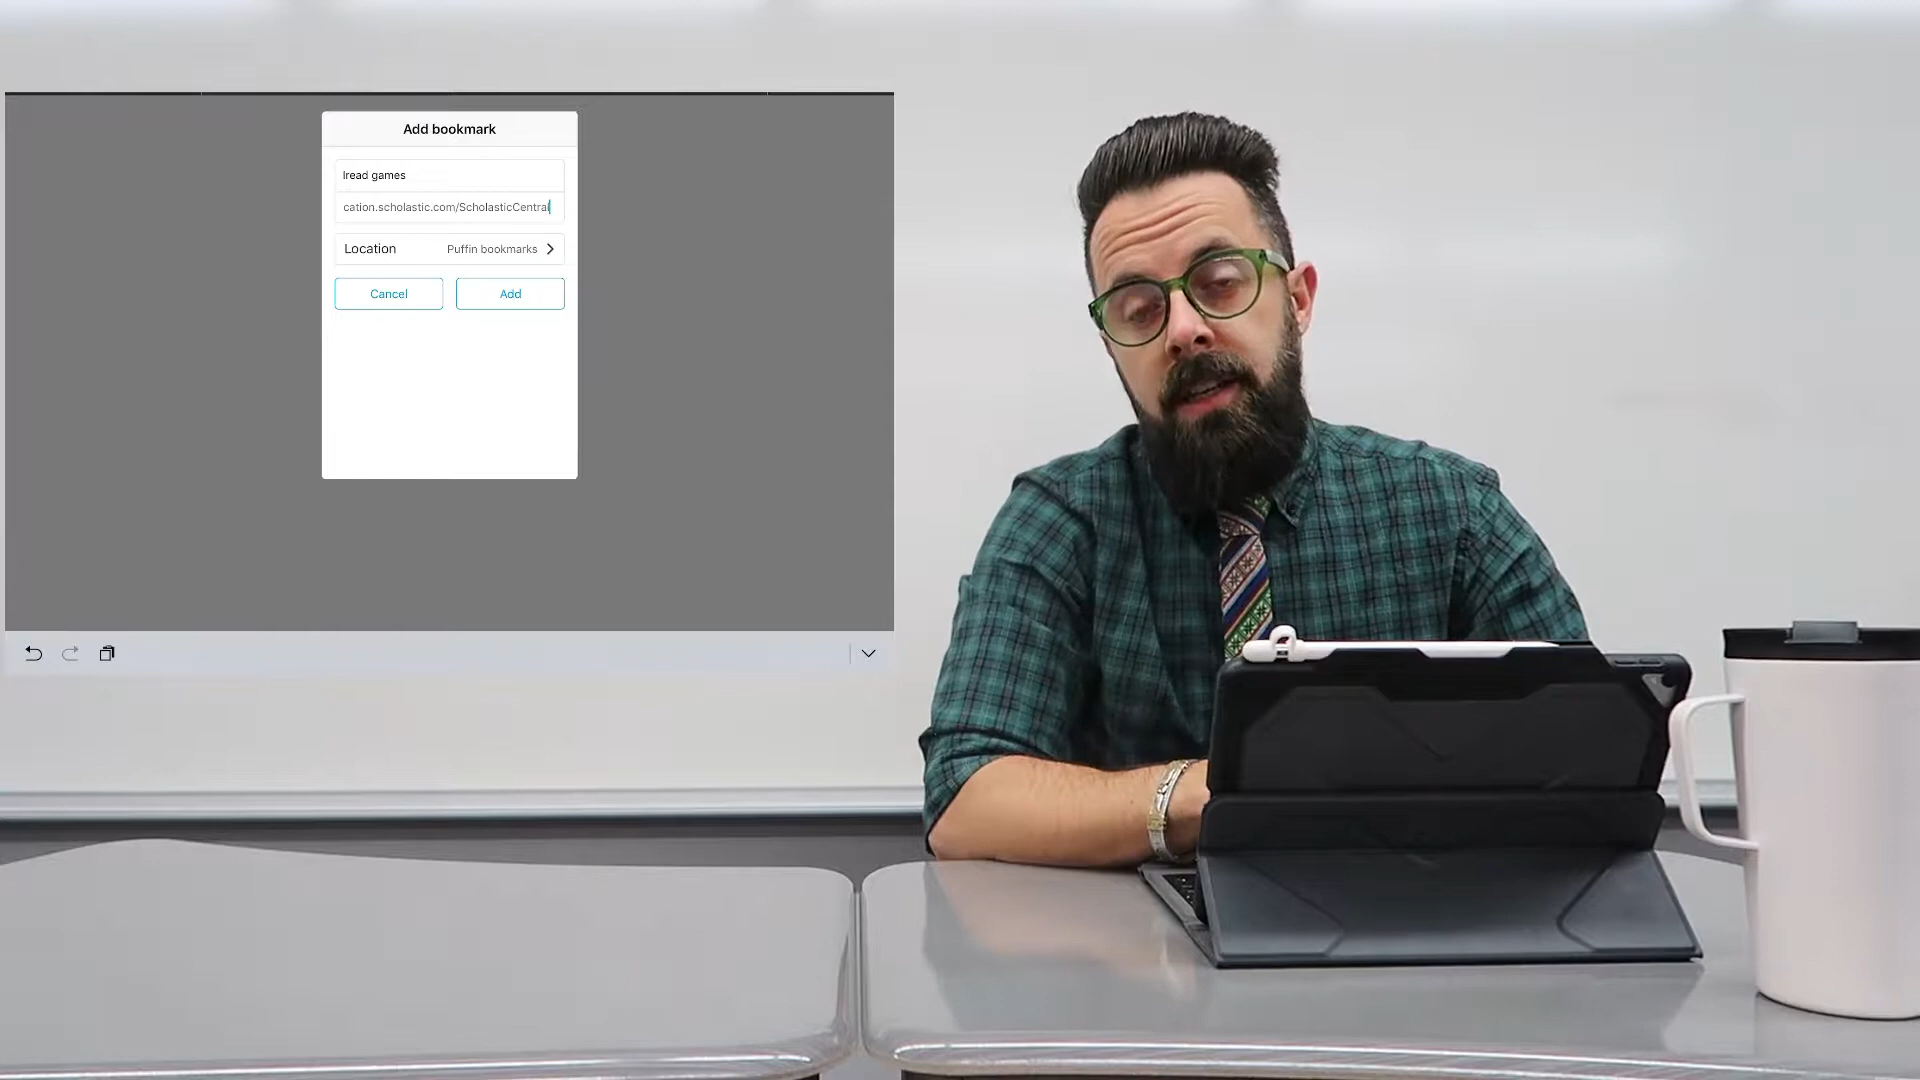 Add bookmark
Iread games
cation.scholastic.com/ScholasticCentral
Location Puffin bookmarks
Cancel Add